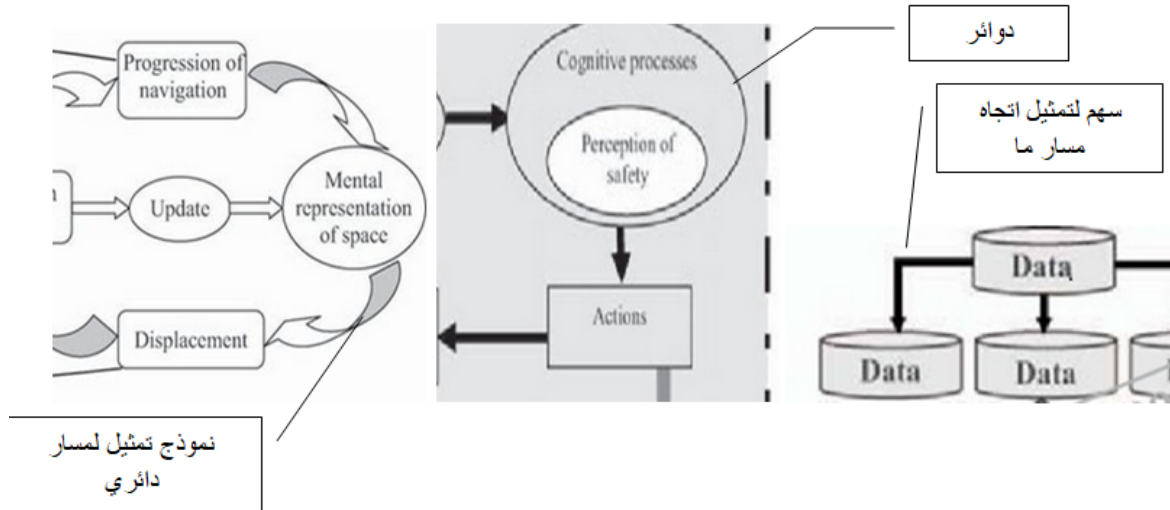 دوائر
سهم لتمثيل اتجاه
مسار ما
Progression of
navigation
Update
Mental
representation
of space
Displacement
Cognitive processes
Perception of
safety
Actions
Data
Data
Data
نموذج تمثيل لمسار
دائري